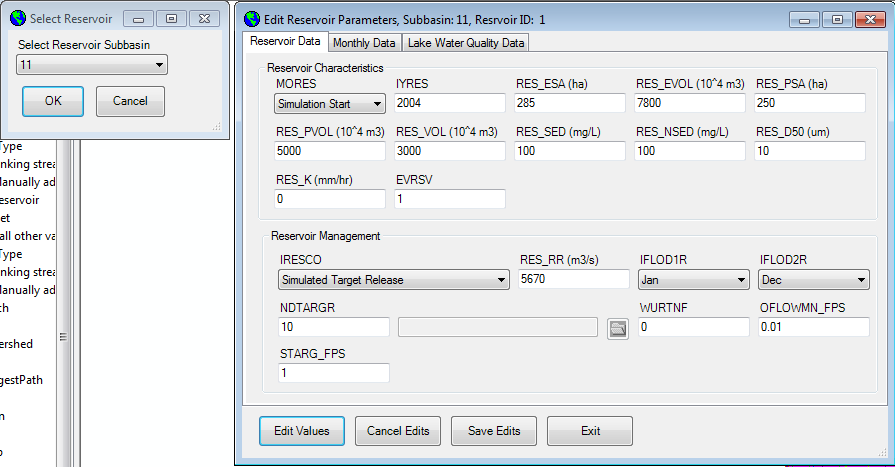 Select Reservoir
Select Reservoir Subbasin
11
OK
Cancel
Type
nking strea
Manually ad
eservoir
et
all other va
Type
nking strea
Manually ad
th
ershed
gestPath
n
o
Edit Reservoir Parameters, Subbasin: 11, Resrvoir ID: 1
Reservoir Data
Monthly Data
Lake Water Quality Data
Reservoir Characteristics
MORES
IYRES
RES_ESA (ha)
RES_EVOL (10^4 m3)
RES_PSA (ha)
Simulation Start
2004
285
7800
250
RES_PVOL (10^4 m3)
RES_VOL (10^4 m3)
RES_SED (mg/L)
RES_NSED (mg/L)
RES_D50 (um)
5000
3000
100
100
10
RES_K (mm/hr)
EVRSV
0
1
Reservoir Management
IRESCO
RES_RR (m3/s)
IFLOD1R
IFLOD2R
Simulated Target Release
5670
Jan
Dec
NDTARGR
WURTNF
OFLOWMN_FPS
10
0
0.01
STARG_FPS
1
Edit Values
Cancel Edits
Save Edits
Exit